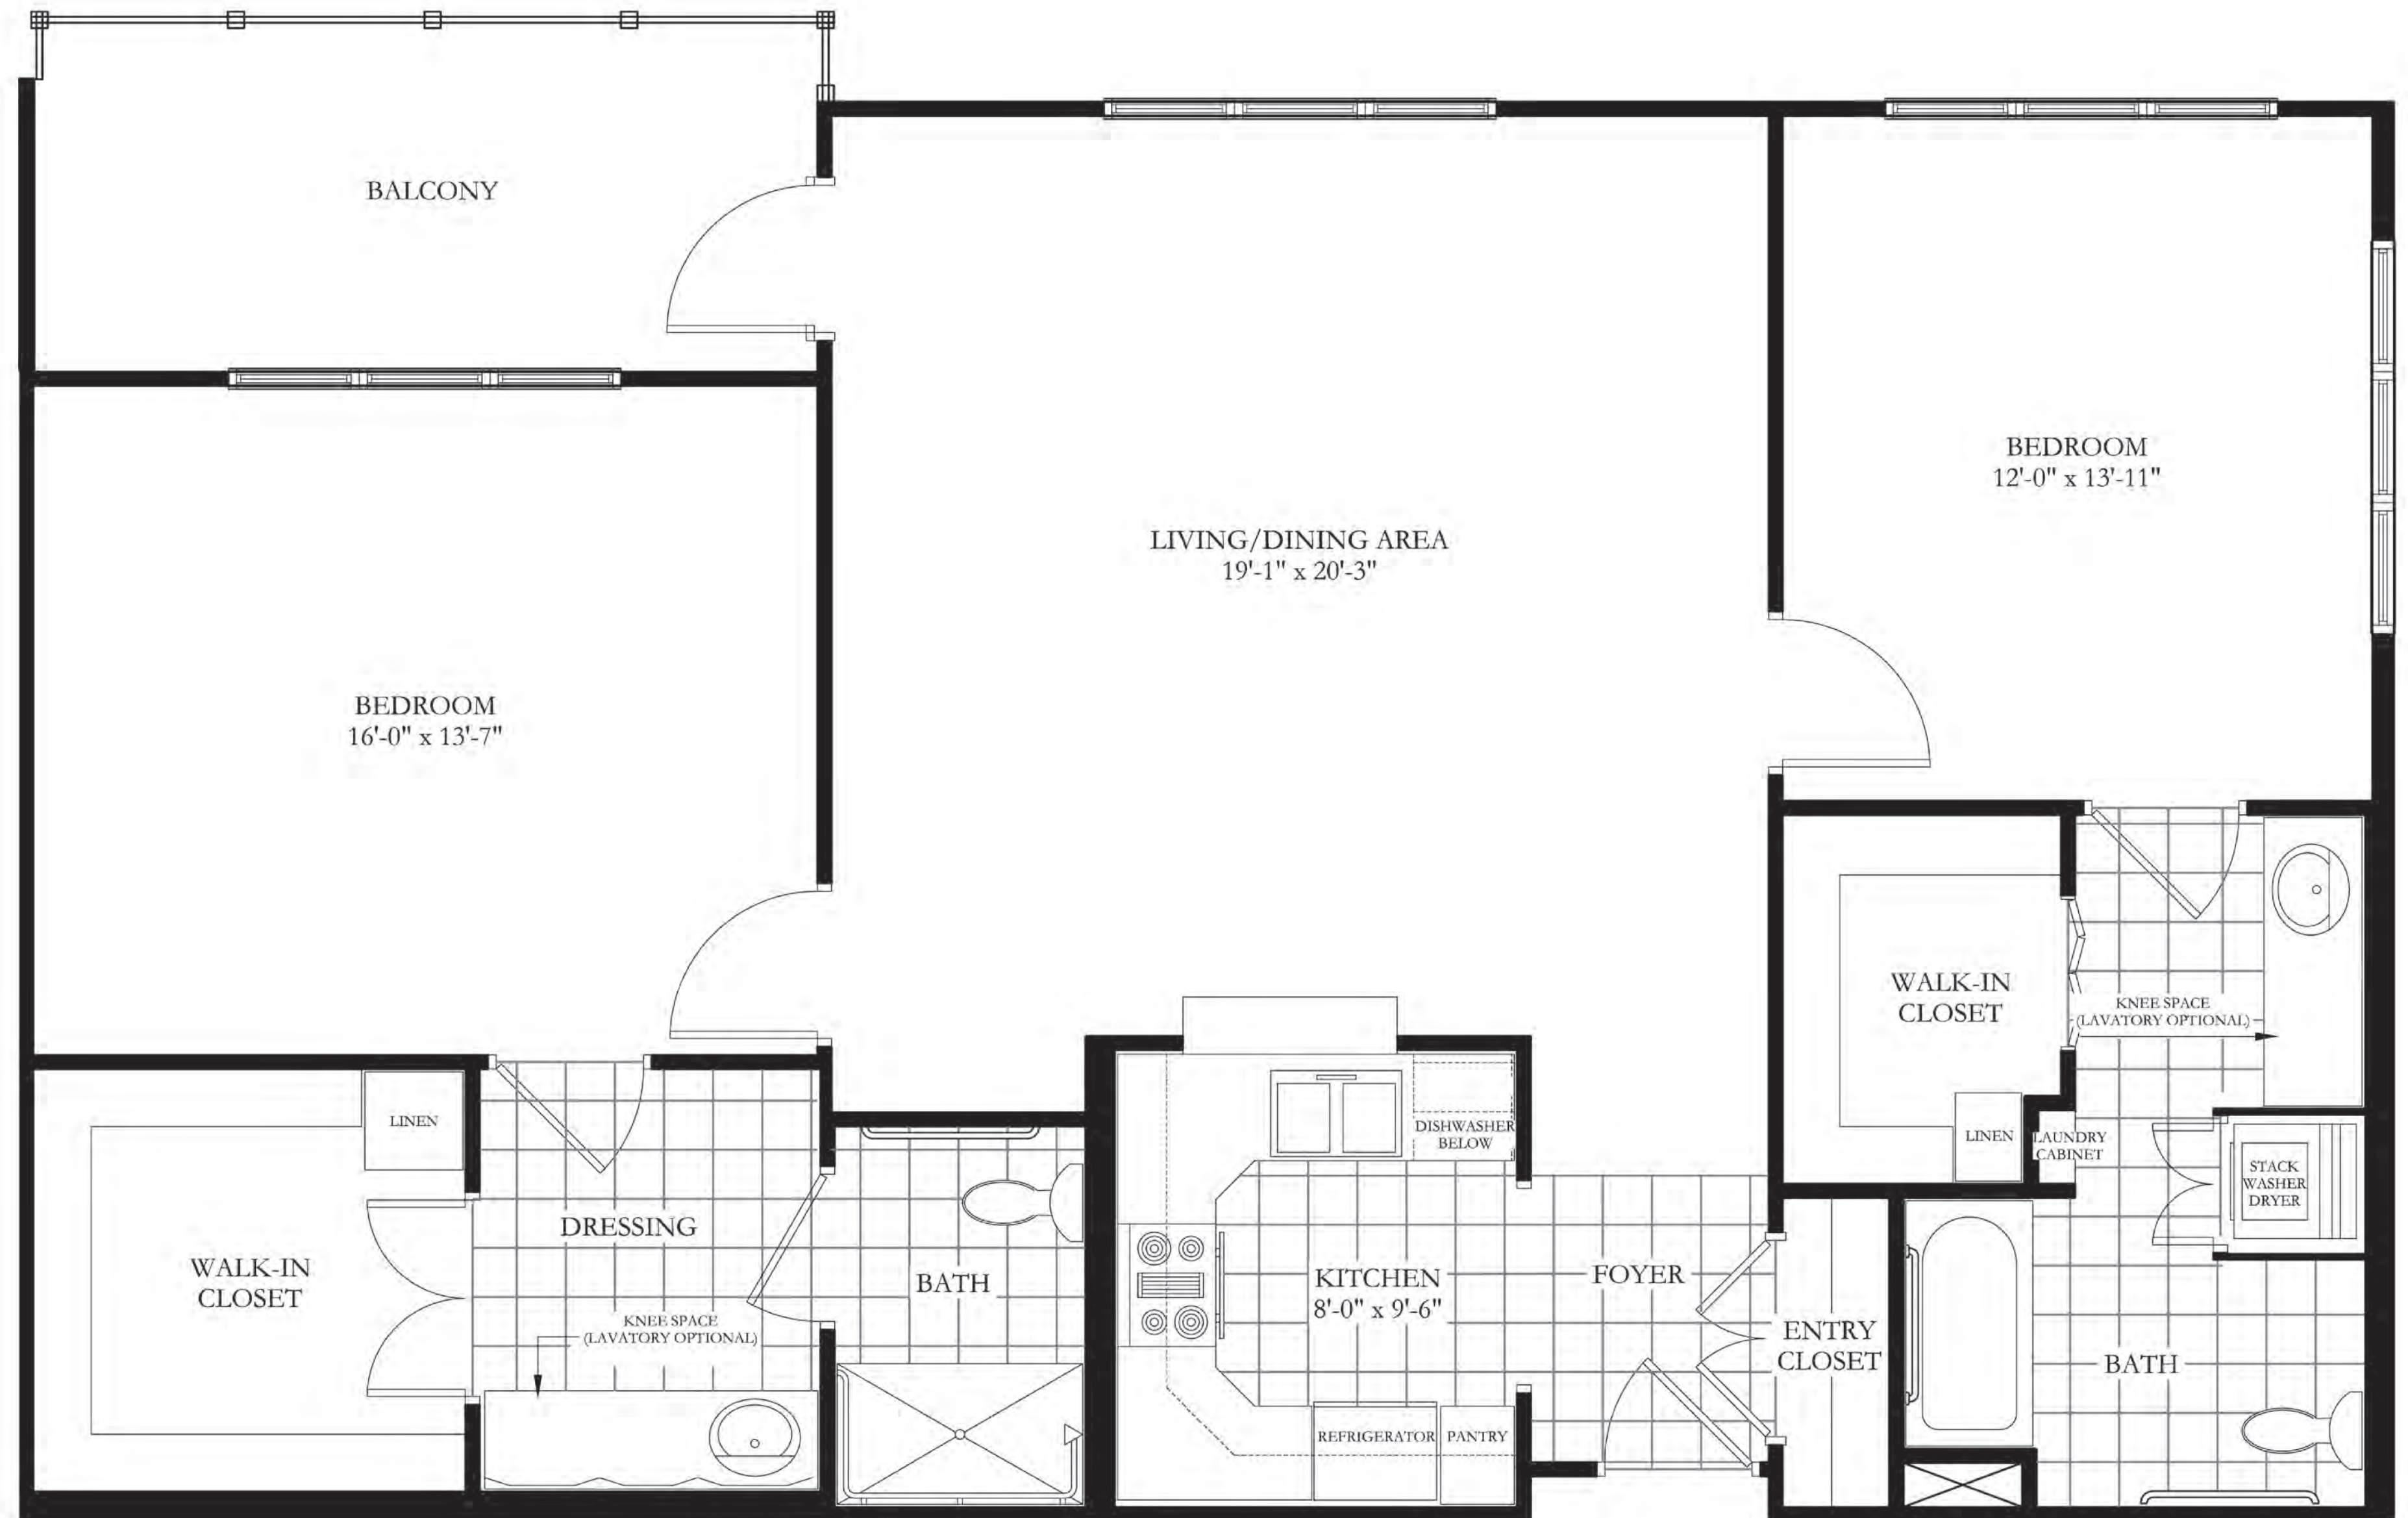 BALCONY
BEDROOM
12'-0" x 13'-11"
LIVING/DINING AREA
19'-1" x 20'-3"
BEDROOM
16'-0" x 13'-7"
WALK-IN
CLOSET
KNEE SPACE
(LAVATORY OPTIONAL)
LINEN
LAUNDRY
CABINET
STACK
WASHER
DRYER
LINEN
DRESSING
WALK-IN
CLOSET
KNEE SPACE
(LAVATORY OPTIONAL)
BATH
DISHWASHER
BELOW
KITCHEN
8'-0" x 9'-6"
REFRIGERATOR
PANTRY
FOYER
ENTRY
CLOSET
BATH